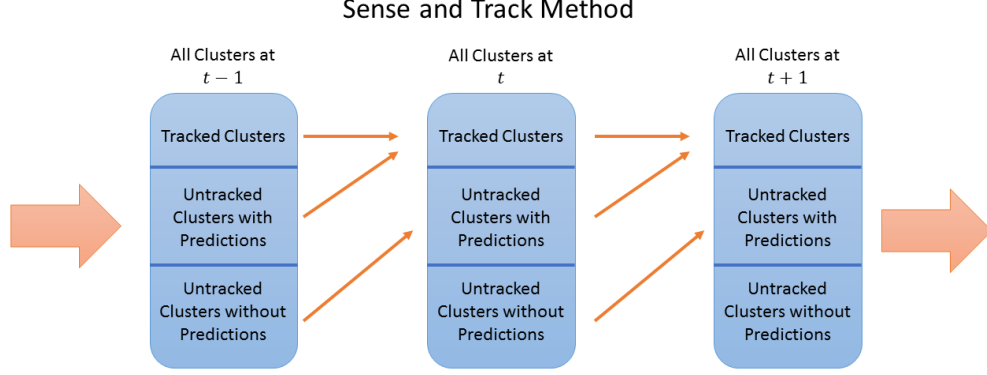 Sense and Track Method
All Clusters at
t − 1
Tracked Clusters
Untracked
Clusters with
Predictions
Untracked
Clusters without
Predictions
All Clusters at
t
Tracked Clusters
Untracked
Clusters with
Predictions
Untracked
Clusters without
Predictions
All Clusters at
t + 1
Tracked Clusters
Untracked
Clusters with
Predictions
Untracked
Clusters without
Predictions